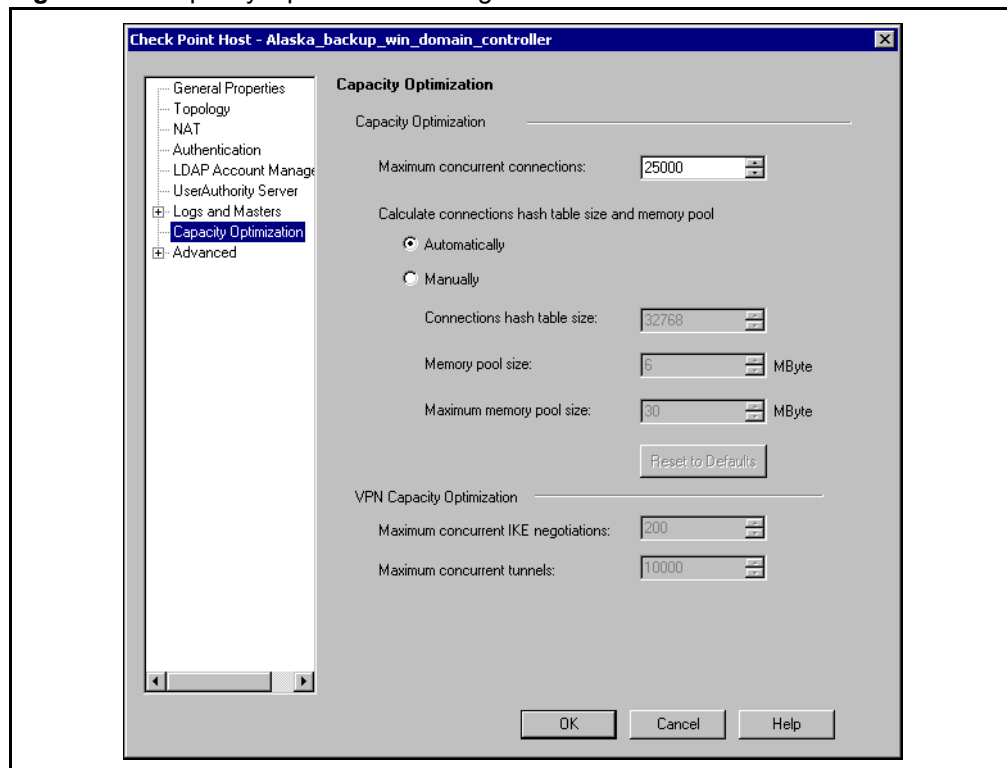 Check Point Host - Alaska_backup_win_domain_controller
General Properties
Topology
NAT
Authentication
LDAP Account Manage
UserAuthority Server
Logs and Masters
Capacity Optimization
Advanced
Capacity Optimization
Capacity Optimization
Maximum concurrent connections: 25000
Calculate connections hash table size and memory pool
Automatically
Manually
Connections hash table size: 32768
Memory pool size: 6 MByte
Maximum memory pool size: 30 MByte
Reset to Defaults
VPN Capacity Optimization
Maximum concurrent IKE negotiations: 200
Maximum concurrent tunnels: 10000
OK Cancel Help